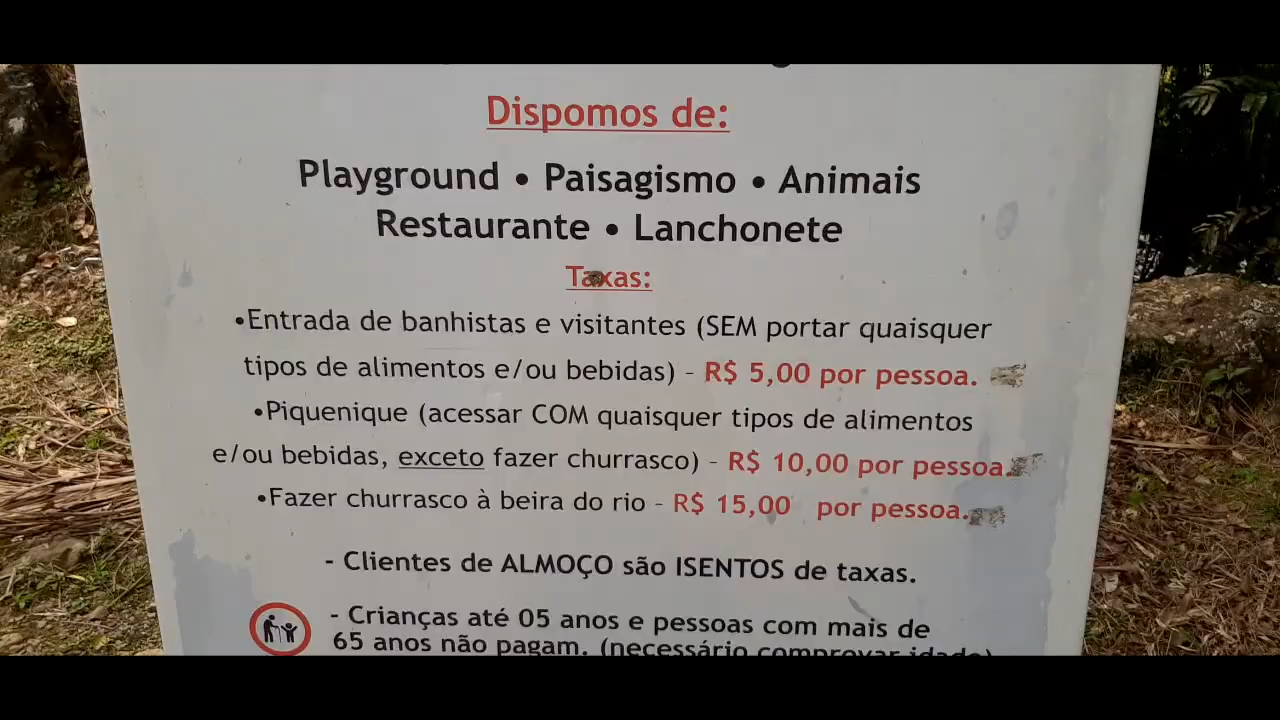 Dispomos de:
Playground • Paisagismo • Animais
Restaurante • Lanchonete
Taxas:
•Entrada de banhistas e visitantes (SEM portar quaisquer
tipos de alimentos e/ou bebidas) - R$ 5,00 por pessoa.
•Piquenique (acessar COM quaisquer tipos de alimentos
e/ou bebidas, exceto fazer churrasco) - R$ 10,00 por pessoa.
•Fazer churrasco à beira do rio - R$ 15,00 por pessoa.
- Clientes de ALMOÇO são ISENTOS de taxas.
- Crianças até 05 anos e pessoas com mais de
65 anos não pagam. (necessário comprovar idade)